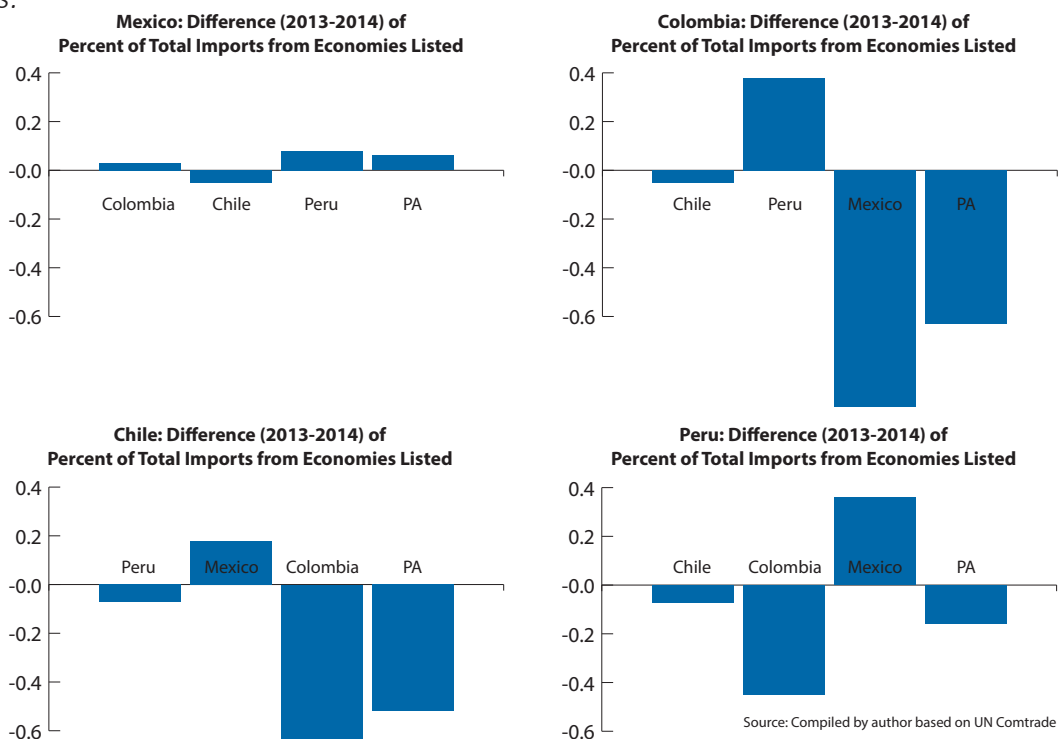 s.
Mexico: Difference (2013-2014) of
Percent of Total Imports from Economies Listed
0.4
0.2
-0.0
-0.2
-0.4
-0.6
Colombia Chile Peru PA
Colombia: Difference (2013-2014) of
Percent of Total Imports from Economies Listed
0.4
0.2
-0.0
-0.2
-0.4
-0.6
Chile Peru Mexico PA
Chile: Difference (2013-2014) of
Percent of Total Imports from Economies Listed
0.4
0.2
-0.0
-0.2
-0.4
-0.6
Peru Mexico Colombia PA
Peru: Difference (2013-2014) of
Percent of Total Imports from Economies Listed
0.4
0.2
-0.0
-0.2
-0.4
-0.6
Chile Colombia Mexico PA
Source: Compiled by author based on UN Comtrade